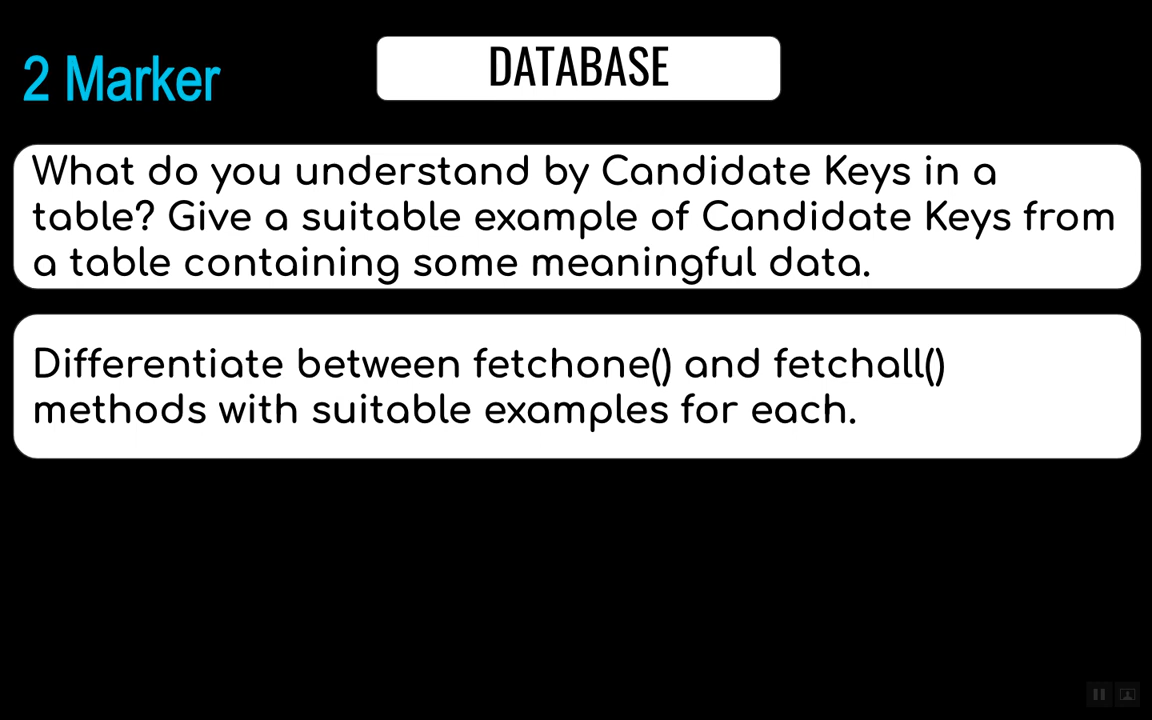 2 Marker
DATABASE
What do you understand by Candidate Keys in a
table? Give a suitable example of Candidate Keys from
a table containing some meaningful data.
Differentiate between fetchone() and fetchall()
methods with suitable examples for each.